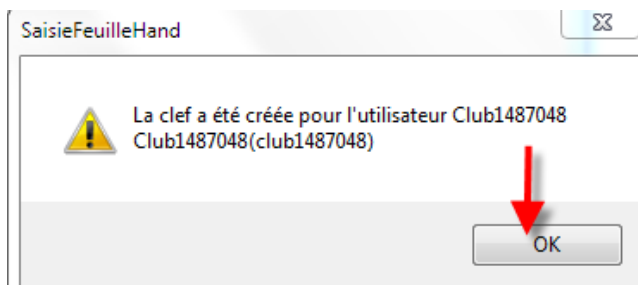 SaisieFeuilleHand
La clef a été créée pour l'utilisateur Club1487048
Club1487048(club1487048)
OK